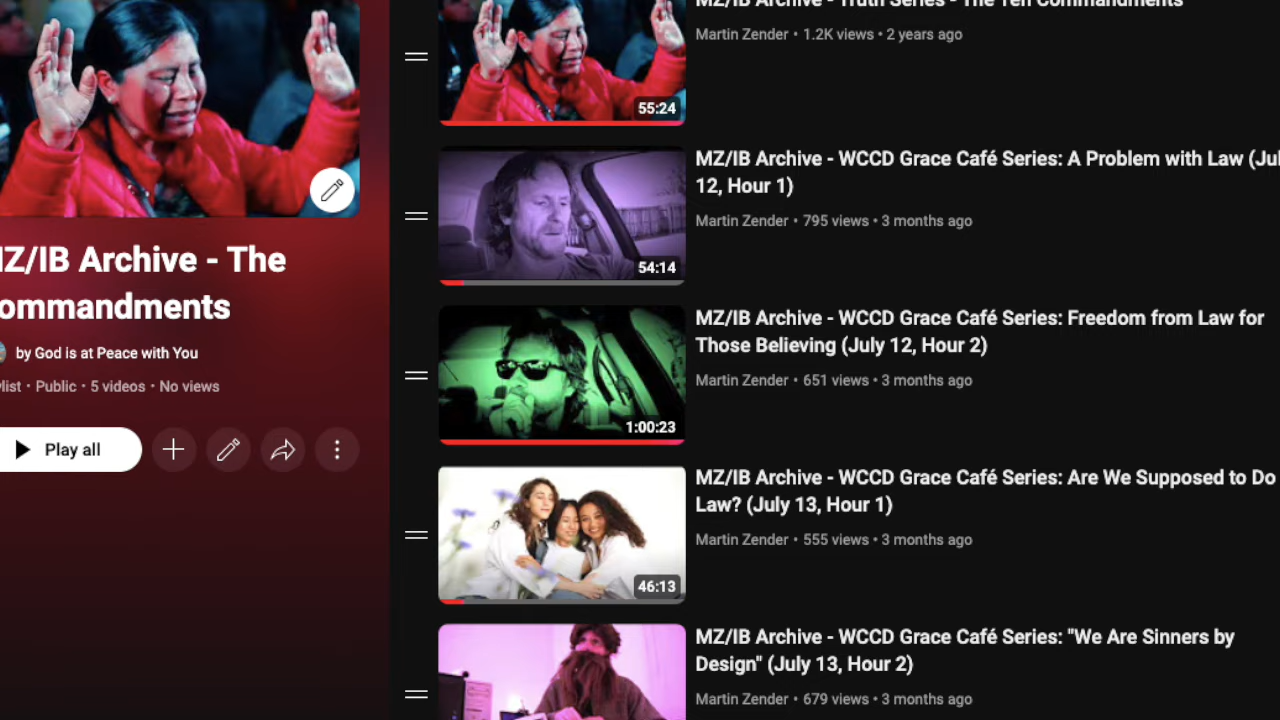 IZ/IB Archive - The
ommandments
by God is at Peace with You
list • Public • 5 videos • No views
Play all
MZ/IB Archive - Truth Series - The Ten Commandments
Martin Zender • 1.2K views • 2 years ago
55:24
MZ/IB Archive - WCCD Grace Café Series: A Problem with Law (Jul
12, Hour 1)
Martin Zender • 795 views • 3 months ago
54:14
MZ/IB Archive - WCCD Grace Café Series: Freedom from Law for
Those Believing (July 12, Hour 2)
Martin Zender • 651 views • 3 months ago
1:00:23
MZ/IB Archive - WCCD Grace Café Series: Are We Supposed to Do
Law? (July 13, Hour 1)
Martin Zender • 555 views • 3 months ago
46:13
MZ/IB Archive - WCCD Grace Café Series: "We Are Sinners by
Design" (July 13, Hour 2)
Martin Zender • 679 views • 3 months ago